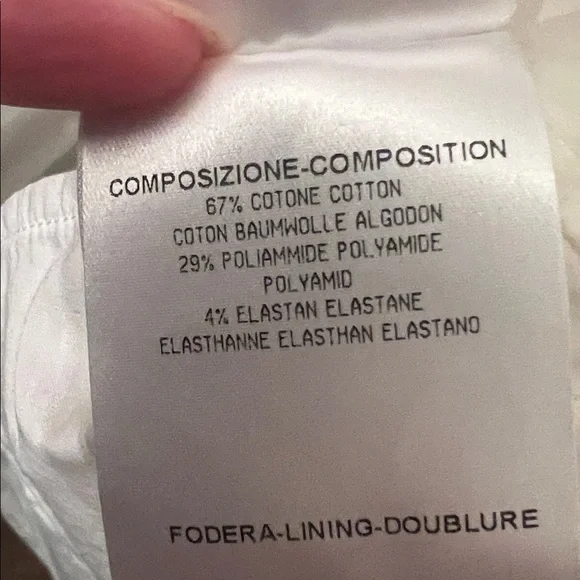 COMPOSIZIONE-COMPOSITION
67% COTONE COTTON
COTON BAUMWOLLE ALGODON
29% POLIAMMIDE POLYAMIDE
POLYAMID
4% ELASTAN ELASTANE
ELASTHANNE ELASTHAN ELASTANO
FODERA-LINING-DOUBLURE